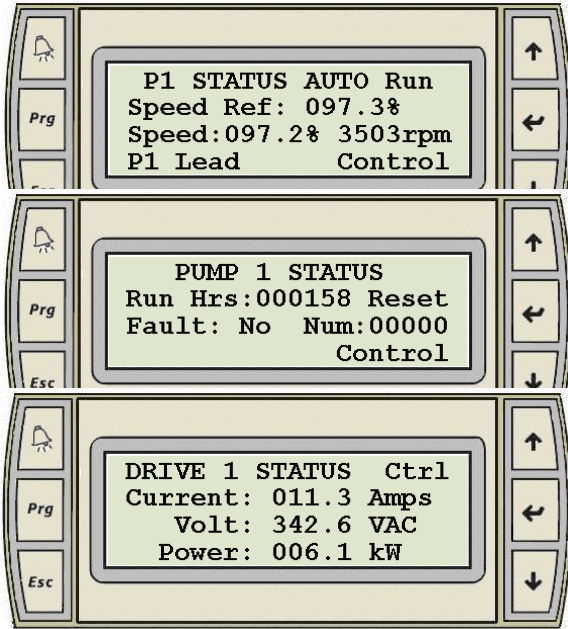 P1 STATUS AUTO Run
Speed Ref: 097.3%
Prg
Speed:097.2% 3503rpm
P1 Lead Control
PUMP 1 STATUS
Run Hrs:000158 Reset
Prg
Fault: No Num:00000
Control
Esc
DRIVE 1 STATUS Ctrl
Current: 011.3 Amps
Prg
Volt: 342.6 VAC
Power: 006.1 kW
Esc